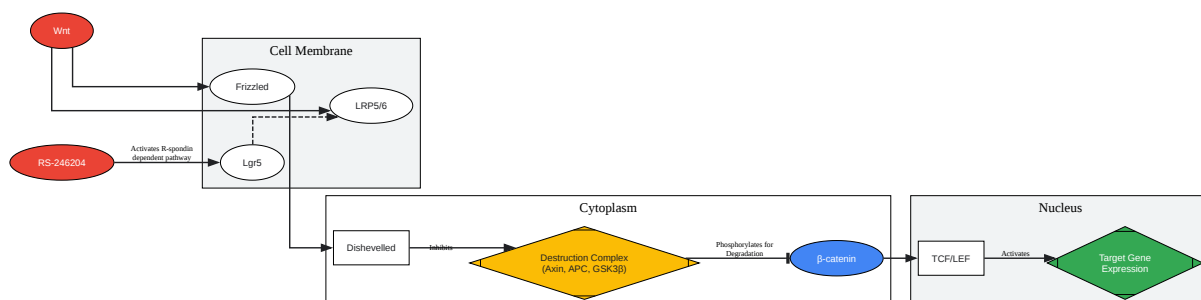 Wnt
Cell Membrane
Frizzled
LRP5/6
Activates R-spondin
dependent pathway
RS-246204
Lgr5
Cytoplasm
Nucleus
Dishevelled
Inhibits
Destruction Complex
(Axin, APC, GSK3β)
Phosphorylates for
Degradation
β-catenin
TCF/LEF
Activates
Target Gene
Expression